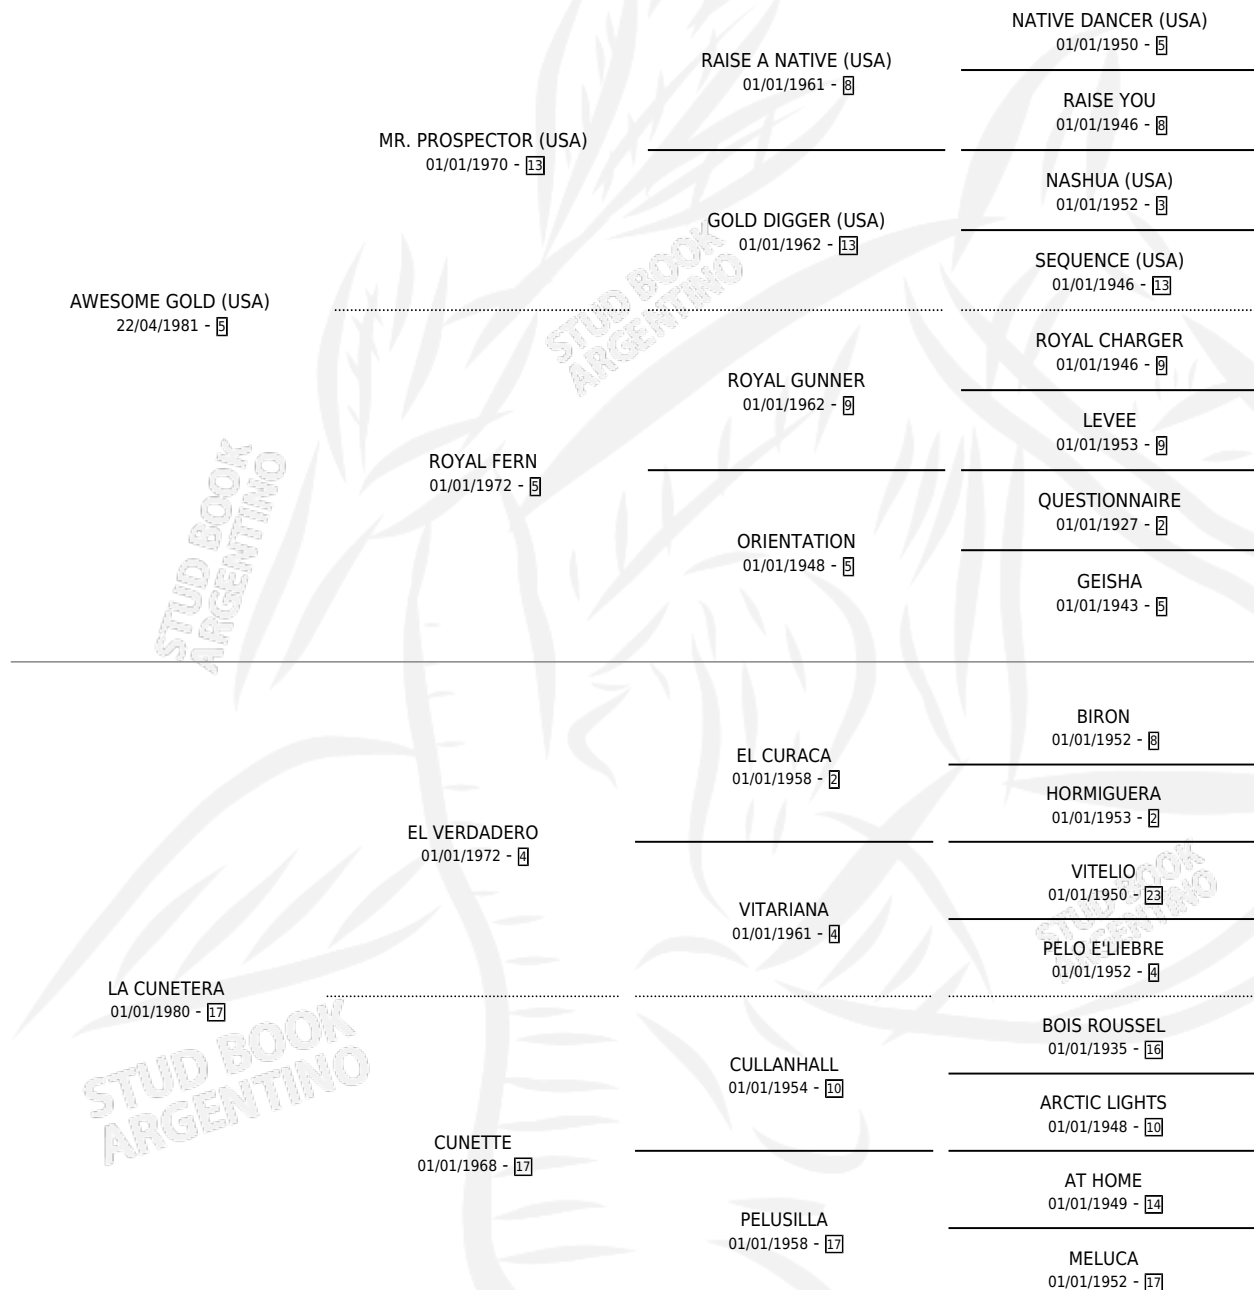 NATIVE DANCER (USA)
01/01/1950 - 5
RAISE A NATIVE (USA)
01/01/1961 - 8
RAISE YOU
01/01/1946 - 8
MR. PROSPECTOR (USA)
01/01/1970 - 13
NASHUA (USA)
01/01/1952 - 3
GOLD DIGGER (USA)
01/01/1962 - 13
SEQUENCE (USA)
01/01/1946 - 13
AWESOME GOLD (USA)
22/04/1981 - 5
ROYAL CHARGER
01/01/1946 - 9
ROYAL GUNNER
01/01/1962 - 9
LEVEE
01/01/1953 - 9
ROYAL FERN
01/01/1972 - 5
QUESTIONNAIRE
01/01/1927 - 2
ORIENTATION
01/01/1948 - 5
GEISHA
01/01/1943 - 5
BIRON
01/01/1952 - 8
EL CURACA
01/01/1958 - 2
HORMIGUERA
01/01/1953 - 2
EL VERDADERO
01/01/1972 - 4
VITELIO
01/01/1950 - 23
VITARIANA
01/01/1961 - 4
PELO E'LIEBRE
01/01/1952 - 4
LA CUNETERA
01/01/1980 - 17
BOIS ROUSSEL
01/01/1935 - 16
CULLANHALL
01/01/1954 - 10
ARCTIC LIGHTS
01/01/1948 - 10
CUNETTE
01/01/1968 - 17
AT HOME
01/01/1949 - 14
PELUSILLA
01/01/1958 - 17
MELUCA
01/01/1952 - 17
STUD BOOK
ARGENTINO
STUD BOOK
ARGENTINO
STUD BOOK
ARGENTINO
STUD BOOK
ARGENTINO